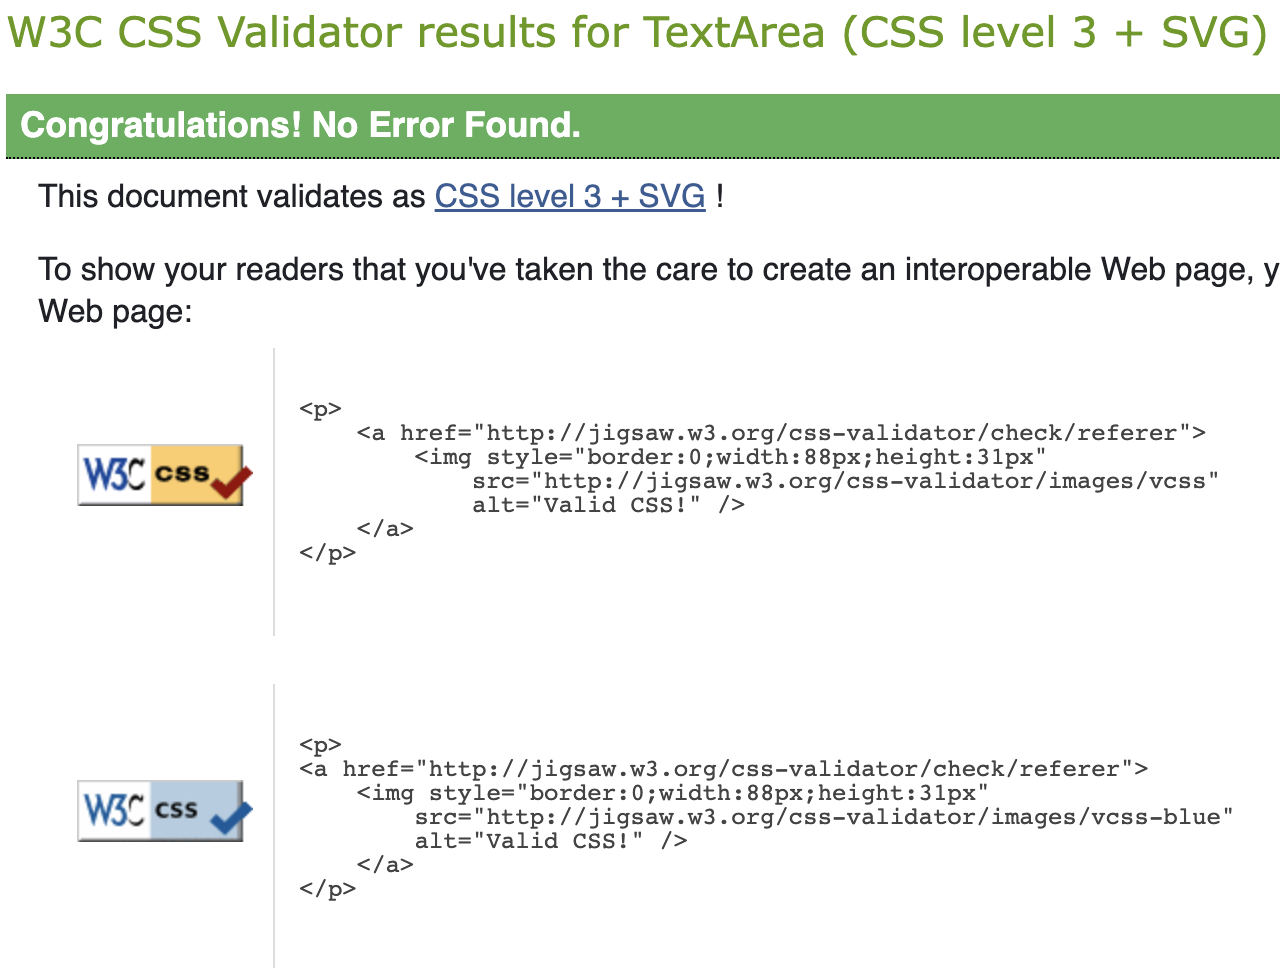 W3C CSS Validator results for TextArea (CSS level 3 + SVG)
Congratulations! No Error Found.
This document validates as CSS level 3 + SVG !
To show your readers that you've taken the care to create an interoperable Web page, y
Web page:
<p>
    <a href="http://jigsaw.w3.org/css-validator/check/referer">
        <img style="border:0;width:88px;height:31px"
            src="http://jigsaw.w3.org/css-validator/images/vcss"
            alt="Valid CSS!" />
    </a>
</p>
W3C css
<p>
<a href="http://jigsaw.w3.org/css-validator/check/referer">
    <img style="border:0;width:88px;height:31px"
        src="http://jigsaw.w3.org/css-validator/images/vcss-blue"
        alt="Valid CSS!" />
    </a>
</p>
W3C css